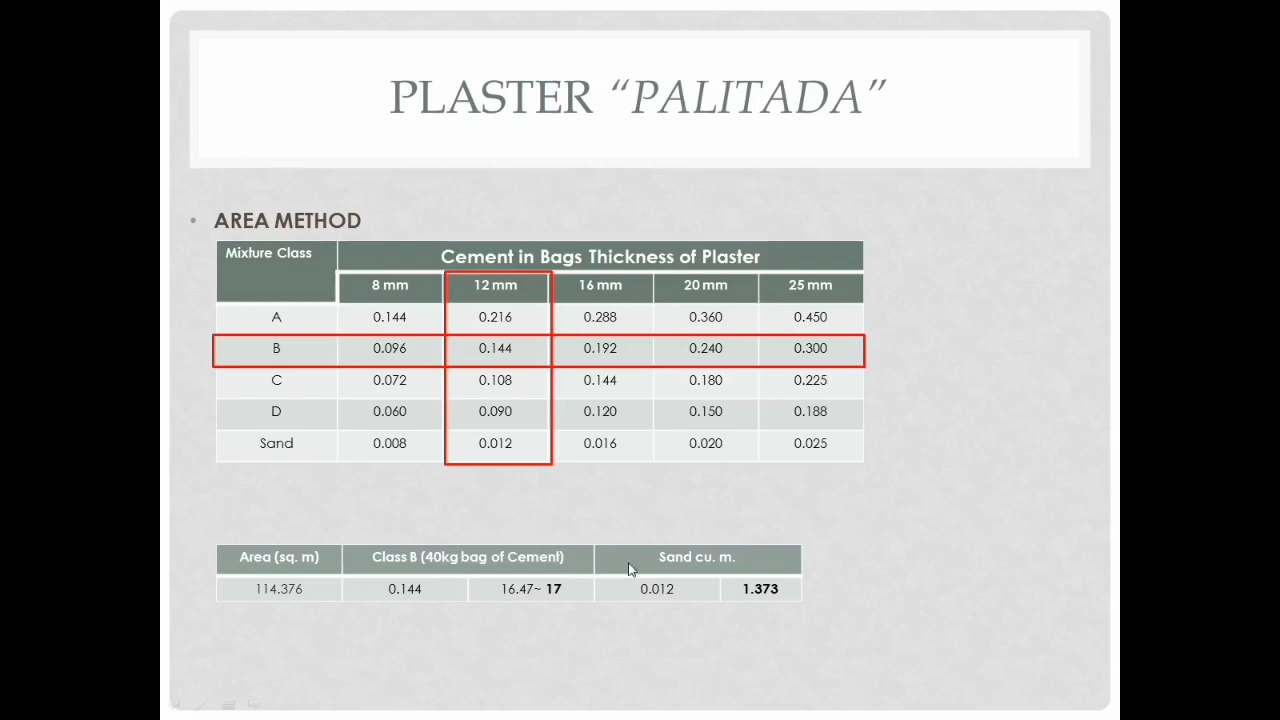 PLASTER “PALITADA”
• AREA METHOD
Mixture Class Cement in Bags Thickness of Plaster
8 mm 12 mm 16 mm 20 mm 25 mm
A 0.144 0.216 0.288 0.360 0.450
B 0.096 0.144 0.192 0.240 0.300
C 0.072 0.108 0.144 0.180 0.225
D 0.060 0.090 0.120 0.150 0.188
Sand 0.008 0.012 0.016 0.020 0.025
Area (sq. m) Class B (40kg bag of Cement) Sand cu. m.
114.376 0.144 16.47~ 17 0.012 1.373